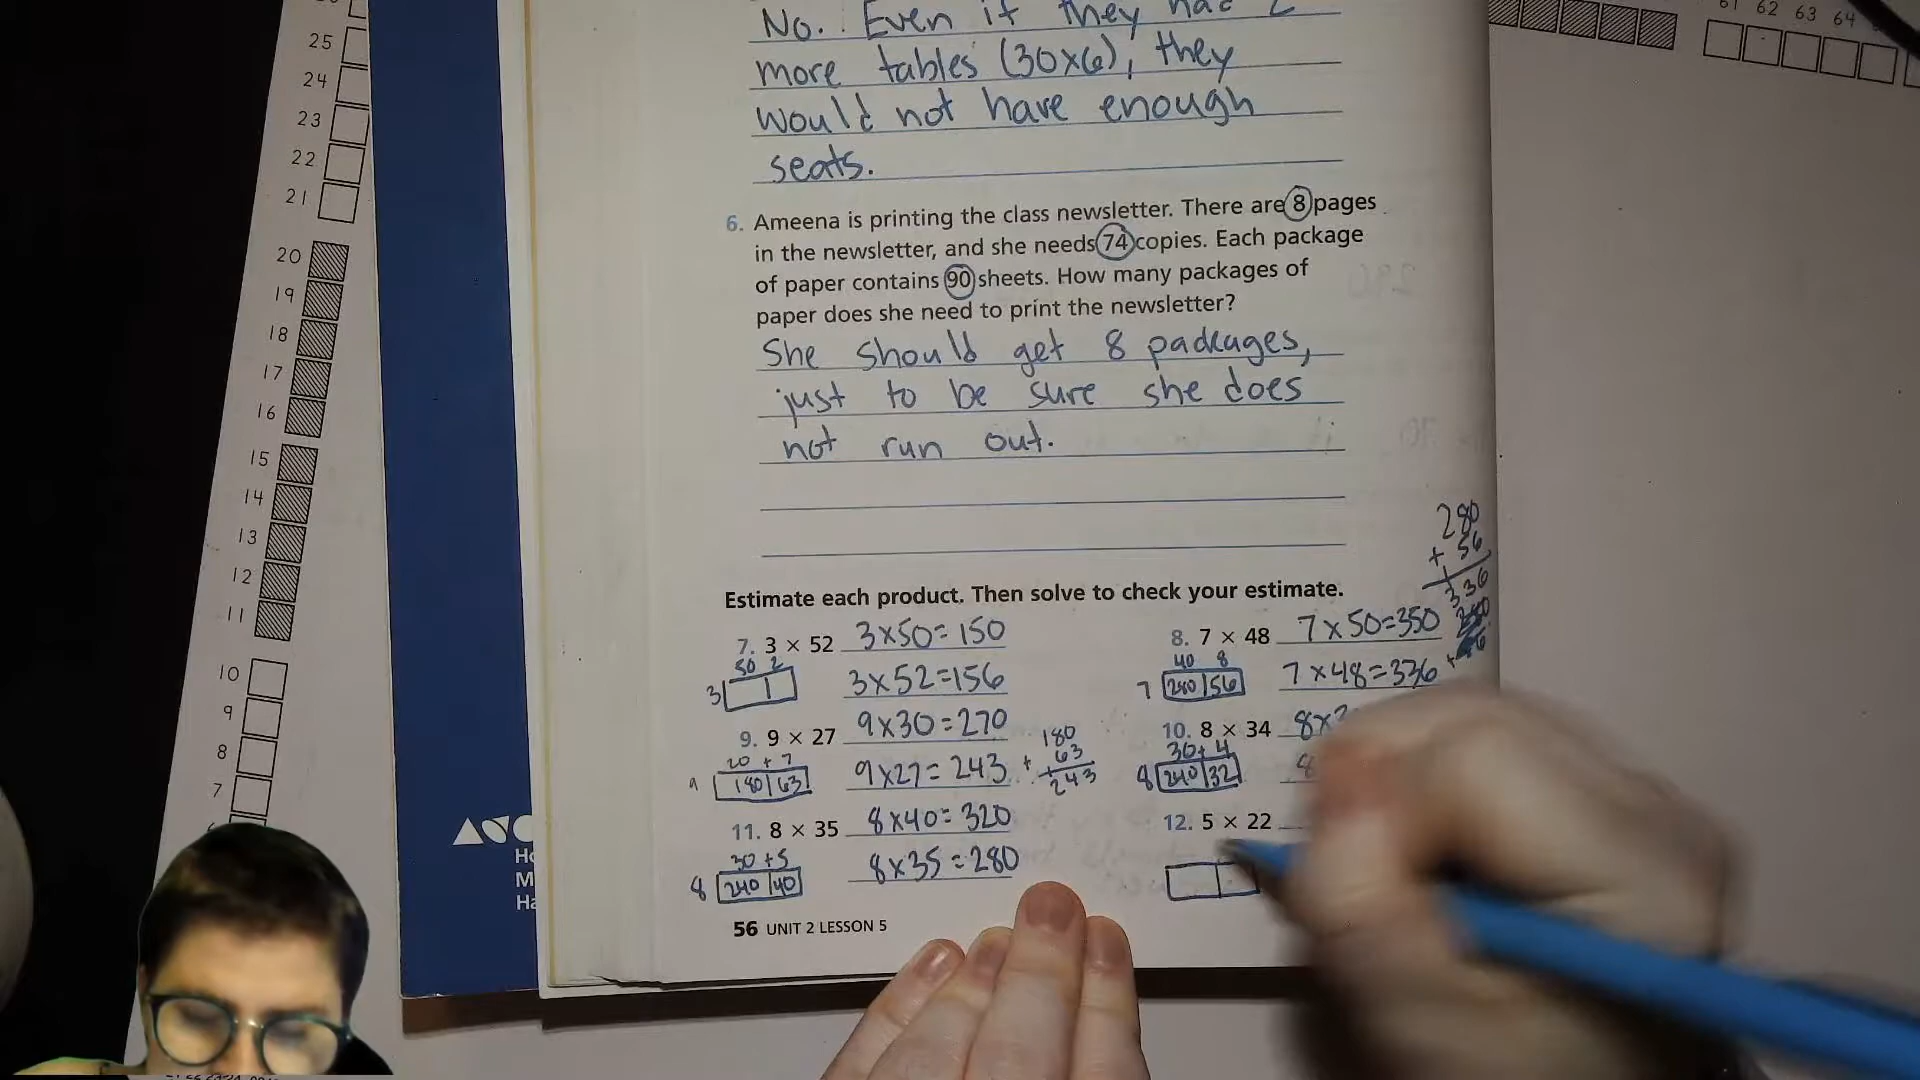 No. Even if they had 2
more tables (30x6), they
would not have enough
seats.
6. Ameena is printing the class newsletter. There are 8 pages
in the newsletter, and she needs 74 copies. Each package
of paper contains 90 sheets. How many packages of
paper does she need to print the newsletter?
She should get 8 packages,
just to be sure she does
not run out.
280
+ 56
336
Estimate each product. Then solve to check your estimate.
7. 3 × 52 3x50=150
50 2
3
3x52=156
8. 7 × 48 7x50=350
40 8
7 280 56
7x48=336
9. 9 × 27 9x30=270
20 + 7
9 180 63
9x27=243
180
+ 63
243
10. 8 × 34 8x3
30+4
8 240 32
8
11. 8 × 35 8x40=320
30+5
8 240 40
8x35=280
12. 5 × 22
56 UNIT 2 LESSON 5
25
24
23
22
21
20
19
18
17
16
15
14
13
12
11
10
9
8
7
61 62 63 64